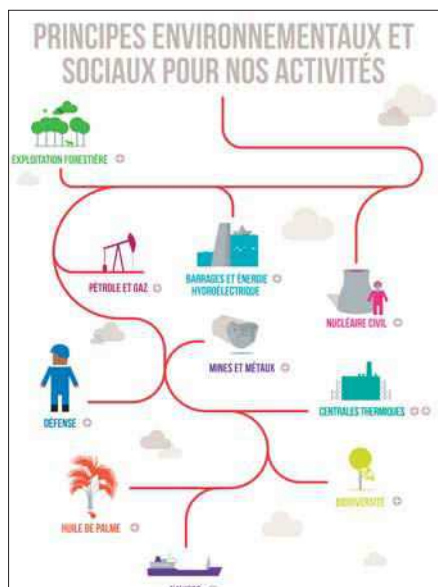 PRINCIPES ENVIRONNEMENTAUX ET
SOCIAUX POUR NOS ACTIVITÉS
EXPLOITATION FORESTIÈRE
PÉTROLE ET GAZ
BARRAGES ET ÉNERGIE
HYDROÉLECTRIQUE
NUCLÉAIRE CIVIL
MINES ET MÉTAUX
DÉFENSE
CENTRALES THERMIQUES
HUILE DE PALME
BIODIVERSITÉ